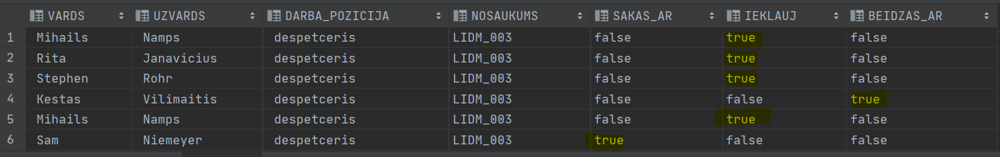 VARDS UZVARDS DARBA_POZICIJA NOSAUKUMS SAKAS_AR IEKLAUJ BEIDZAS_AR
1 Mihails Namps despetceris LIDM_003 false true false
2 Rita Janavicius despetceris LIDM_003 false true false
3 Stephen Rohr despetceris LIDM_003 false true false
4 Kestas Vilimaitis despetceris LIDM_003 false false true
5 Mihails Namps despetceris LIDM_003 false true false
6 Sam Niemeyer despetceris LIDM_003 true false false